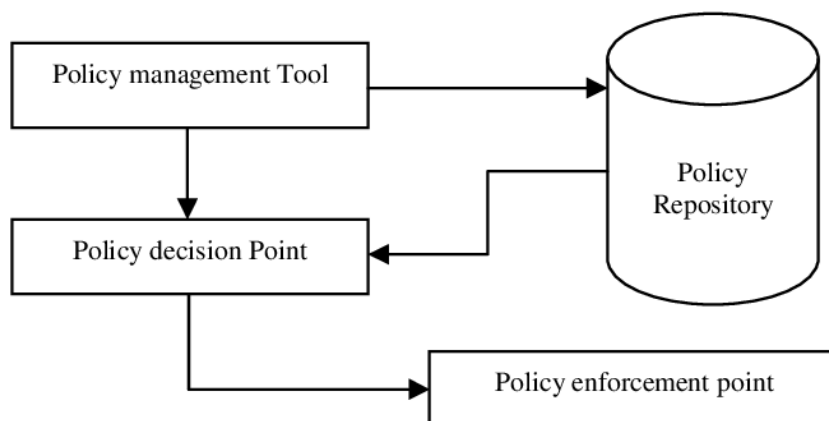 Policy management Tool
Policy
Repository
Policy decision Point
Policy enforcement point